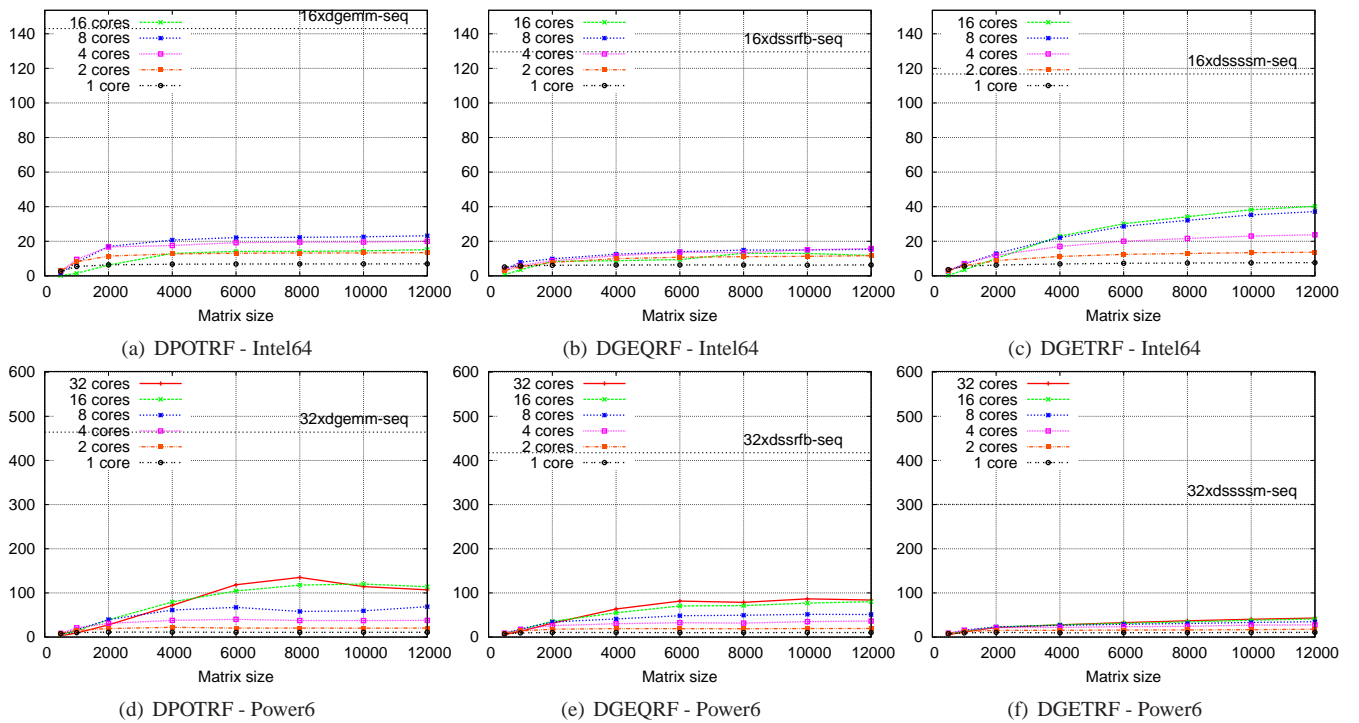 16 cores
8 cores
4 cores
2 cores
1 core
16xdgemm-seq
140
120
100
80
60
40
20
0
0 2000 4000 6000 8000 10000 12000
Matrix size
(a) DPOTRF - Intel64
16 cores
8 cores
4 cores
2 cores
1 core
16xdssrfb-seq
140
120
100
80
60
40
20
0
0 2000 4000 6000 8000 10000 12000
Matrix size
(b) DGEQRF - Intel64
16 cores
8 cores
4 cores
2 cores
1 core
16xdssssm-seq
140
120
100
80
60
40
20
0
0 2000 4000 6000 8000 10000 12000
Matrix size
(c) DGETRF - Intel64
32 cores
16 cores
8 cores
4 cores
2 cores
1 core
32xdgemm-seq
600
500
400
300
200
100
0
0 2000 4000 6000 8000 10000 12000
Matrix size
(d) DPOTRF - Power6
32 cores
16 cores
8 cores
4 cores
2 cores
1 core
32xdssrfb-seq
600
500
400
300
200
100
0
0 2000 4000 6000 8000 10000 12000
Matrix size
(e) DGEQRF - Power6
32 cores
16 cores
8 cores
4 cores
2 cores
1 core
32xdssssm-seq
600
500
400
300
200
100
0
0 2000 4000 6000 8000 10000 12000
Matrix size
(f) DGETRF - Power6